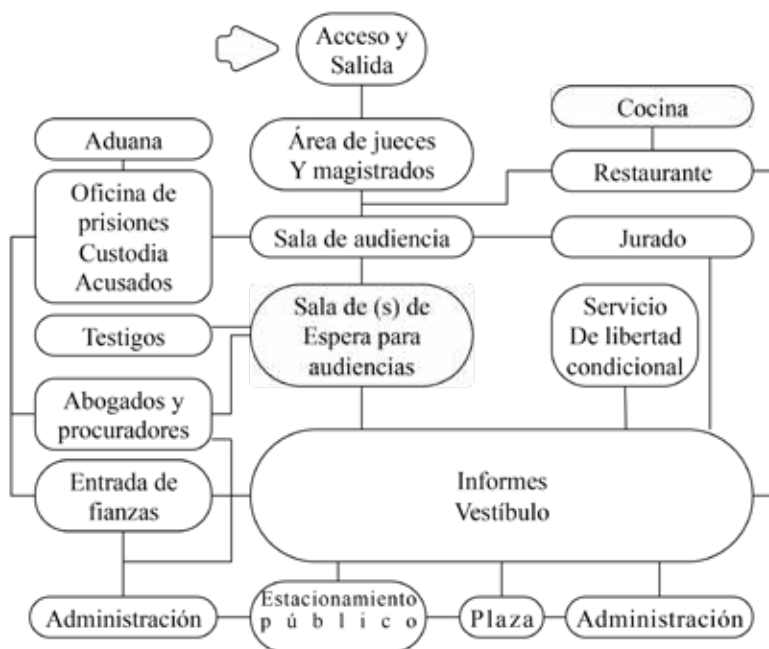 Acceso y
Salida
Cocina
Aduana
Área de jueces
Y magistrados
Restaurante
Oficina de
prisiones
Custodia
Acusados
Sala de audiencia
Jurado
Sala de (s) de
Espera para
audiencias
Servicio
De libertad
condicional
Testigos
Abogados y
procuradores
Entrada de
fianzas
Informes
Vestíbulo
Administración
Estacionamiento
p ú b l i c o
Plaza
Administración